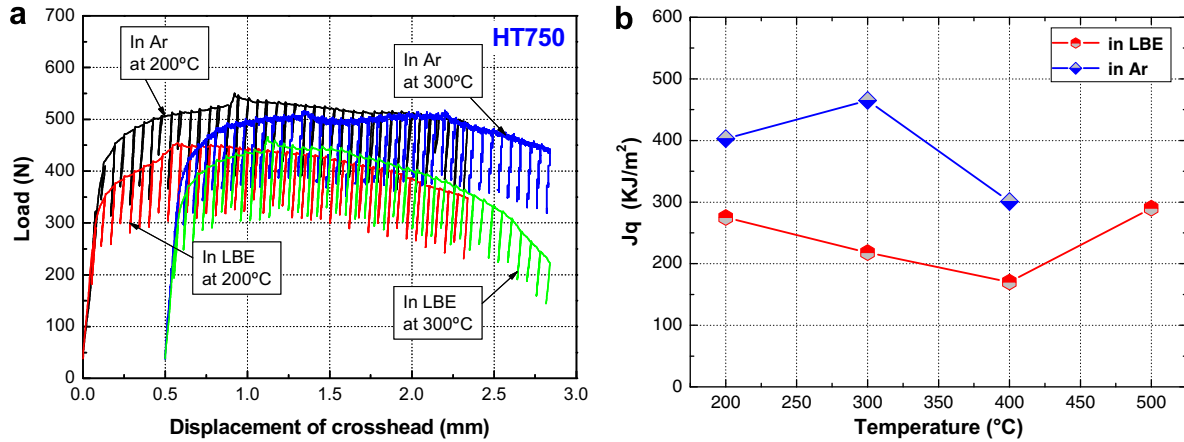 a
HT750
In Ar
at 200ºC
In Ar
at 300ºC
In LBE
at 200ºC
In LBE
at 300ºC
Load (N)
700
600
500
400
300
200
100
0
0.0 0.5 1.0 1.5 2.0 2.5 3.0
Displacement of crosshead (mm)
b
in LBE
in Ar
Jq (KJ/m²)
600
500
400
300
200
100
0
200 250 300 350 400 450 500
Temperature (°C)